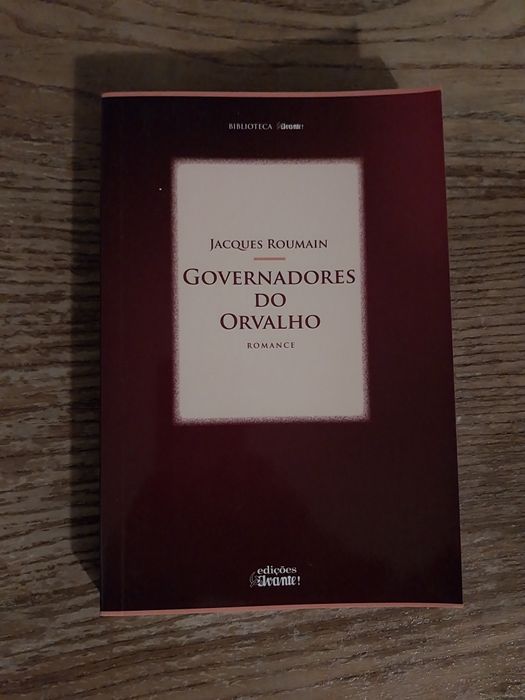 BIBLIOTECA Avante!
JACQUES ROUMAIN
GOVERNADORES
DO
ORVALHO
ROMANCE
edições
Avante!